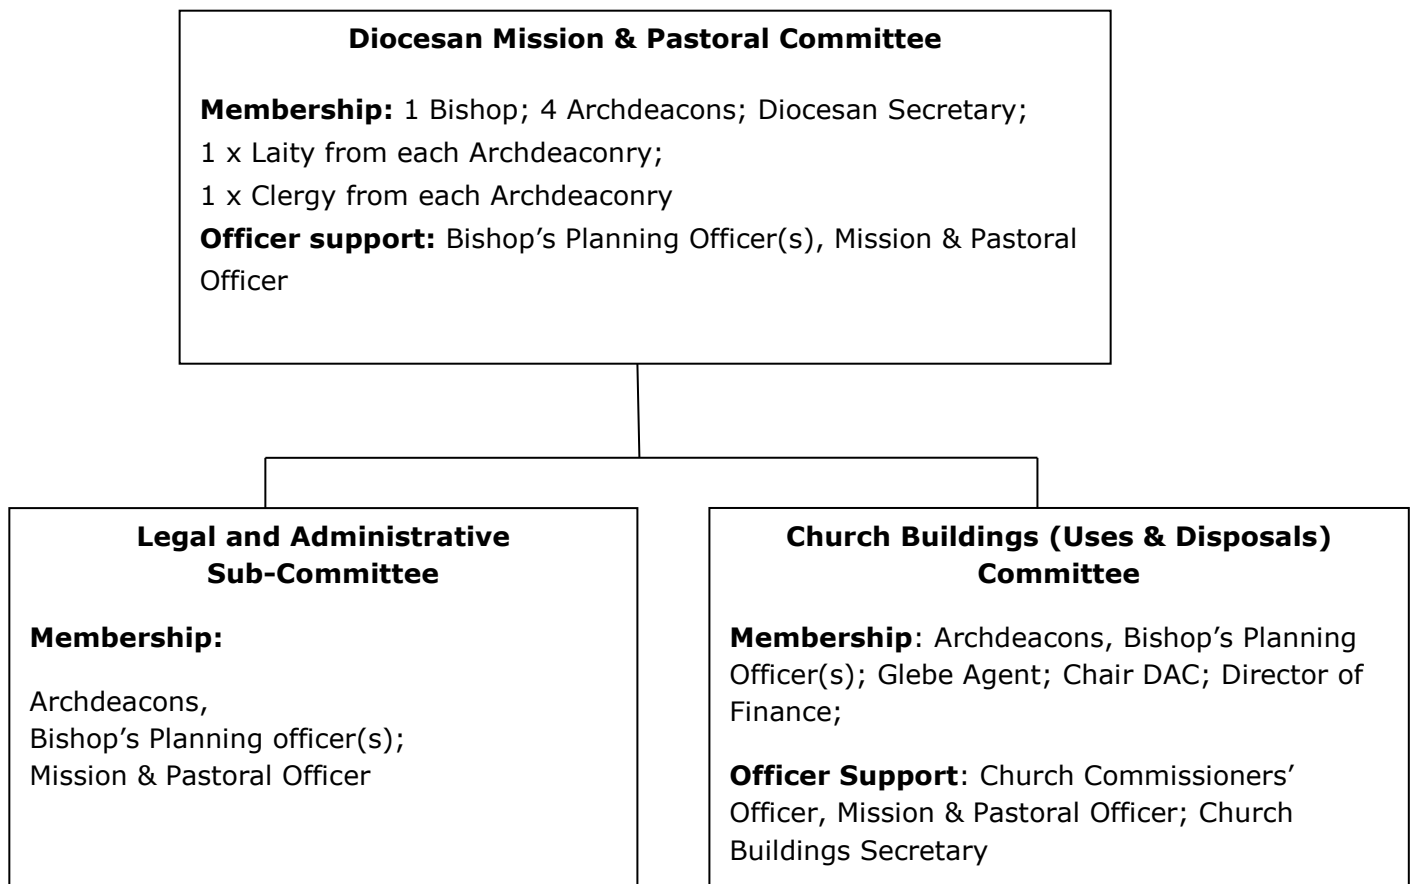 Diocesan Mission & Pastoral Committee
Membership: 1 Bishop; 4 Archdeacons; Diocesan Secretary;
1 x Laity from each Archdeaconry;
1 x Clergy from each Archdeaconry
Officer support: Bishop’s Planning Officer(s), Mission & Pastoral
Officer
Legal and Administrative
Sub-Committee
Membership:
Archdeacons,
Bishop’s Planning officer(s);
Mission & Pastoral Officer
Church Buildings (Uses & Disposals)
Committee
Membership: Archdeacons, Bishop’s Planning
Officer(s); Glebe Agent; Chair DAC; Director of
Finance;
Officer Support: Church Commissioners’
Officer, Mission & Pastoral Officer; Church
Buildings Secretary